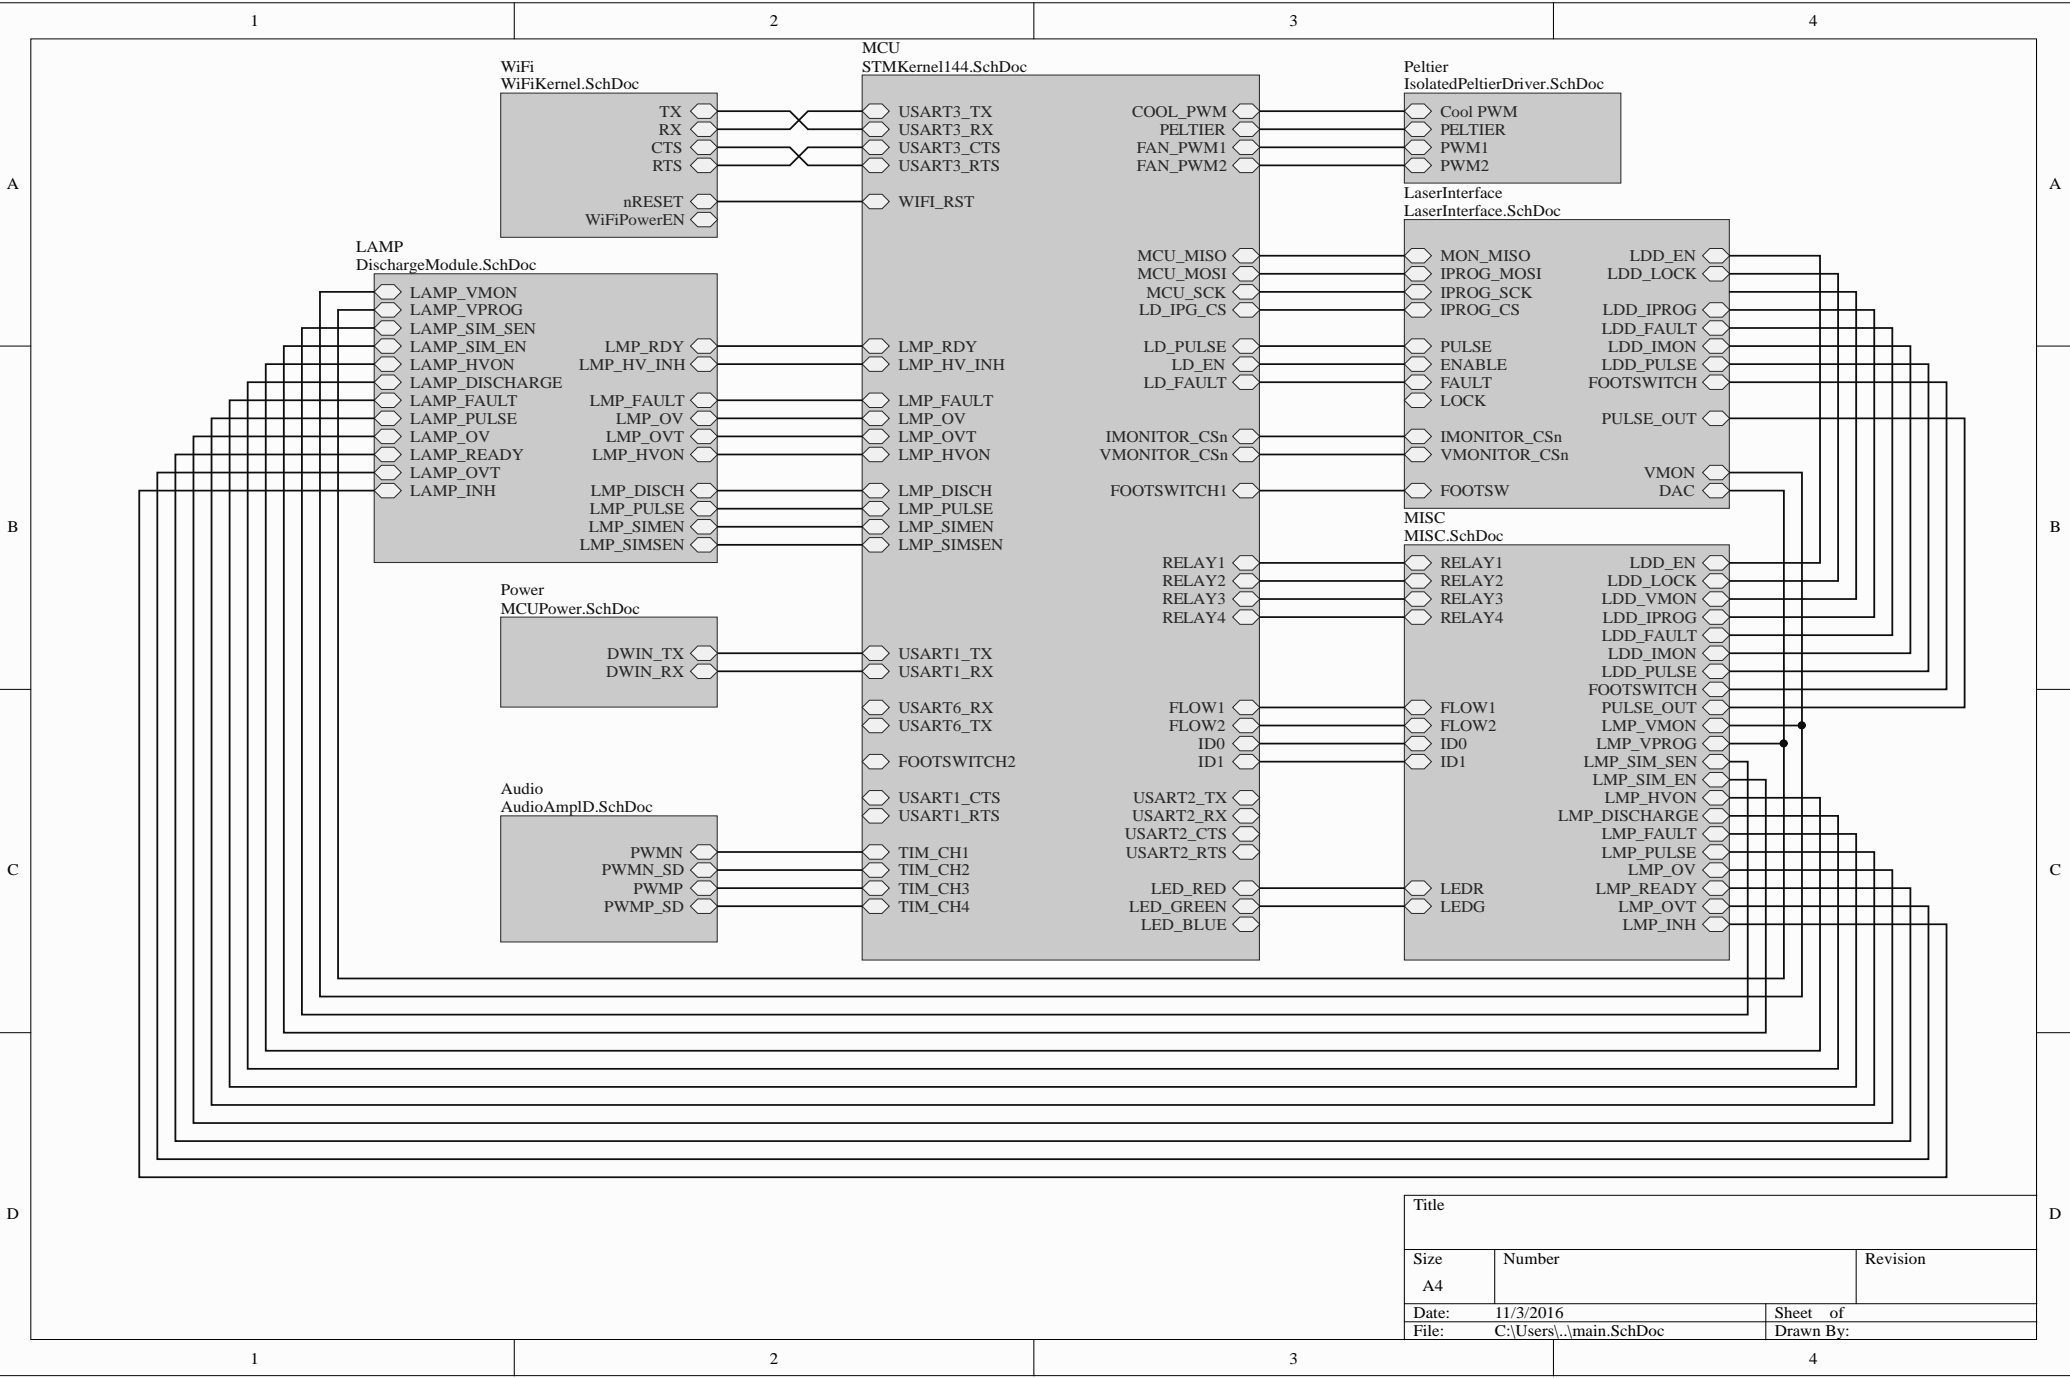 1 2 3 4
A
B
C
D
WiFi
WiFiKernel.SchDoc
TX
RX
CTS
RTS
nRESET
WiFiPowerEN
LAMP
DischargeModule.SchDoc
LAMP_VMON
LAMP_VPROG
LAMP_SIM_SEN
LAMP_SIM_EN
LAMP_HVON
LAMP_DISCHARGE
LAMP_FAULT
LAMP_PULSE
LAMP_OV
LAMP_READY
LAMP_OVT
LAMP_INH
LMP_RDY
LMP_HV_INH
LMP_FAULT
LMP_OV
LMP_OVT
LMP_HVON
LMP_DISCH
LMP_PULSE
LMP_SIMEN
LMP_SIMSEN
Power
MCUPower.SchDoc
DWIN_TX
DWIN_RX
Audio
AudioAmplD.SchDoc
PWMN
PWMN_SD
PWMP
PWMP_SD
MCU
STMKernel144.SchDoc
USART3_TX
USART3_RX
USART3_CTS
USART3_RTS
WIFI_RST
LMP_RDY
LMP_HV_INH
LMP_FAULT
LMP_OV
LMP_OVT
LMP_HVON
LMP_DISCH
LMP_PULSE
LMP_SIMEN
LMP_SIMSEN
USART1_TX
USART1_RX
USART6_RX
USART6_TX
FOOTSWITCH2
USART1_CTS
USART1_RTS
TIM_CH1
TIM_CH2
TIM_CH3
TIM_CH4
COOL_PWM
PELTIER
FAN_PWM1
FAN_PWM2
MCU_MISO
MCU_MOSI
MCU_SCK
LD_IPG_CS
LD_PULSE
LD_EN
LD_FAULT
IMONITOR_CSn
VMONITOR_CSn
FOOTSWITCH1
RELAY1
RELAY2
RELAY3
RELAY4
FLOW1
FLOW2
ID0
ID1
USART2_TX
USART2_RX
USART2_CTS
USART2_RTS
LED_RED
LED_GREEN
LED_BLUE
Peltier
IsolatedPeltierDriver.SchDoc
Cool PWM
PELTIER
PWM1
PWM2
LaserInterface
LaserInterface.SchDoc
MON_MISO
IPROG_MOSI
IPROG_SCK
IPROG_CS
PULSE
ENABLE
FAULT
LOCK
IMONITOR_CSn
VMONITOR_CSn
FOOTSW
LDD_EN
LDD_LOCK
LDD_IPROG
LDD_FAULT
LDD_IMON
LDD_PULSE
FOOTSWITCH
PULSE_OUT
VMON
DAC
MISC
MISC.SchDoc
RELAY1
RELAY2
RELAY3
RELAY4
FLOW1
FLOW2
ID0
ID1
LEDR
LEDG
LDD_EN
LDD_LOCK
LDD_VMON
LDD_IPROG
LDD_FAULT
LDD_IMON
LDD_PULSE
FOOTSWITCH
PULSE_OUT
LMP_VMON
LMP_VPROG
LMP_SIM_SEN
LMP_SIM_EN
LMP_HVON
LMP_DISCHARGE
LMP_FAULT
LMP_PULSE
LMP_OV
LMP_READY
LMP_OVT
LMP_INH
A
B
C
D
Title
Size Number Revision
A4
Date: 11/3/2016 Sheet of
File: C:\Users\..\main.SchDoc Drawn By:
1 2 3 4